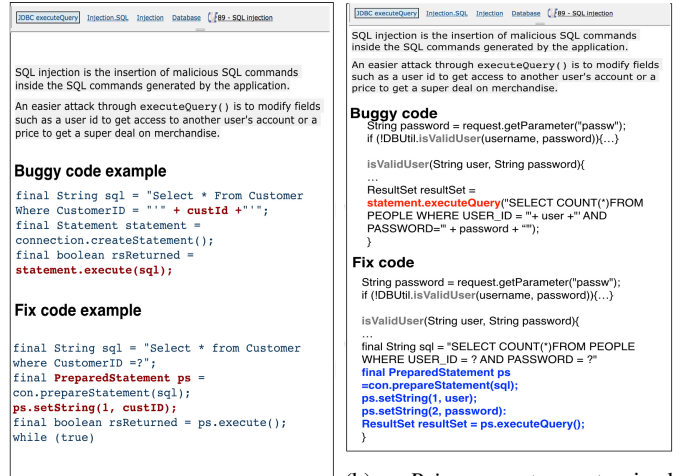 JDBC executeQuery Injection.SQL Injection Database 89 - SQL injection
SQL injection is the insertion of malicious SQL commands
inside the SQL commands generated by the application.
An easier attack through executeQuery() is to modify fields
such as a user id to get access to another user's account or a
price to get a super deal on merchandise.
Buggy code example
final String sql = "Select * From Customer
Where CustomerID = "'" + custId +"'";
final Statement statement =
connection.createStatement();
final boolean rsReturned =
statement.execute(sql);
Fix code example
final String sql = "Select * from Customer
where CustomerID =?";
final PreparedStatement ps =
con.prepareStatement(sql);
ps.setString(1, custID);
final boolean rsReturned = ps.execute();
while (true)
JDBC executeQuery Injection.SQL Injection Database 89 - SQL injection
SQL injection is the insertion of malicious SQL commands
inside the SQL commands generated by the application.
An easier attack through executeQuery() is to modify fields
such as a user id to get access to another user's account or a
price to get a super deal on merchandise.
Buggy code
String password = request.getParameter("passw");
if (!DBUtil.isValidUser(username, password)){…}
isValidUser(String user, String password){
…
ResultSet resultSet =
statement.executeQuery("SELECT COUNT(*)FROM
PEOPLE WHERE USER_ID = '"+ user +"' AND
PASSWORD='" + password + "'");
}
Fix code
String password = request.getParameter("passw");
if (!DBUtil.isValidUser(username, password)){…}
isValidUser(String user, String password){
…
final String sql = "SELECT COUNT(*)FROM PEOPLE
WHERE USER_ID = ? AND PASSWORD = ?"
final PreparedStatement ps
=con.prepareStatement(sql);
ps.setString(1, user);
ps.setString(2, password):
ResultSet resultSet = ps.executeQuery();
}